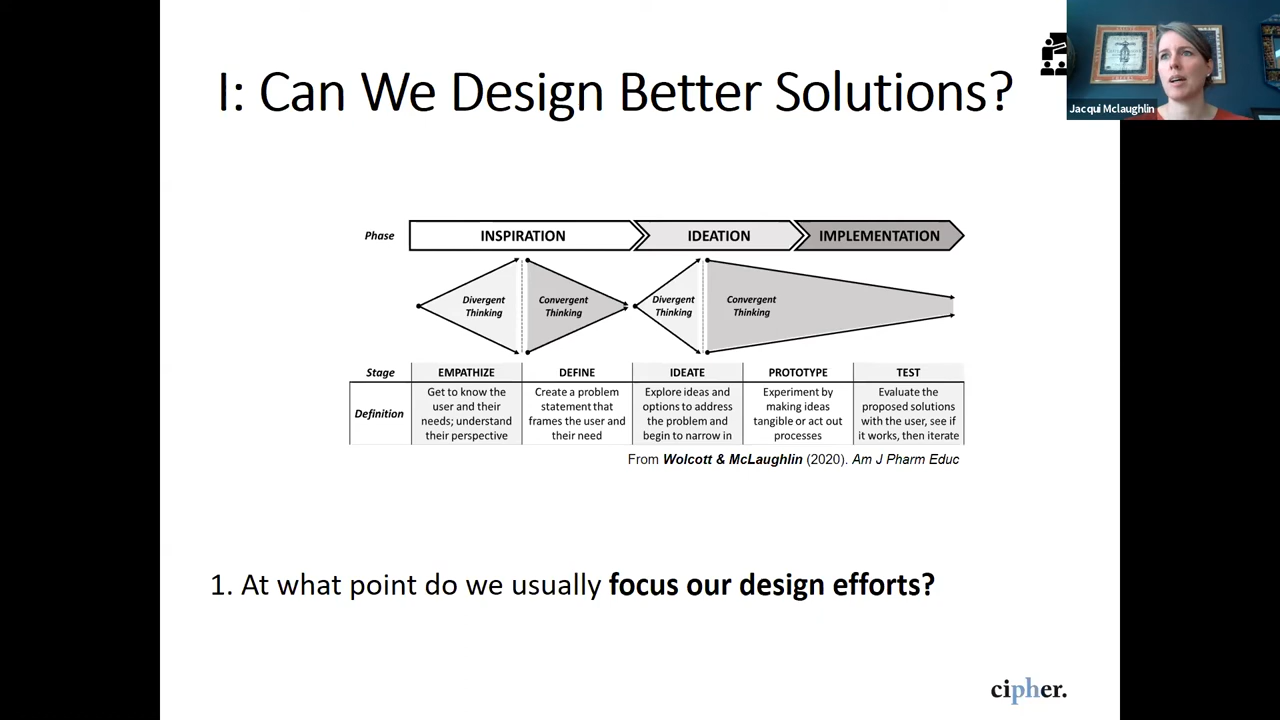 I: Can We Design Better Solutions?
Jacqui Mclaughlin
Phase
INSPIRATION
IDEATION
IMPLEMENTATION
Divergent
Thinking
Convergent
Thinking
Divergent
Thinking
Convergent
Thinking
Stage
EMPATHIZE
DEFINE
IDEATE
PROTOTYPE
TEST
Definition
Get to know the
user and their
needs; understand
their perspective
Create a problem
statement that
frames the user and
their need
Explore ideas and
options to address
the problem and
begin to narrow in
Experiment by
making ideas
tangible or act out
processes
Evaluate the
proposed solutions
with the user, see if
it works, then iterate
From Wolcott & McLaughlin (2020). Am J Pharm Educ
1. At what point do we usually focus our design efforts?
cipher.